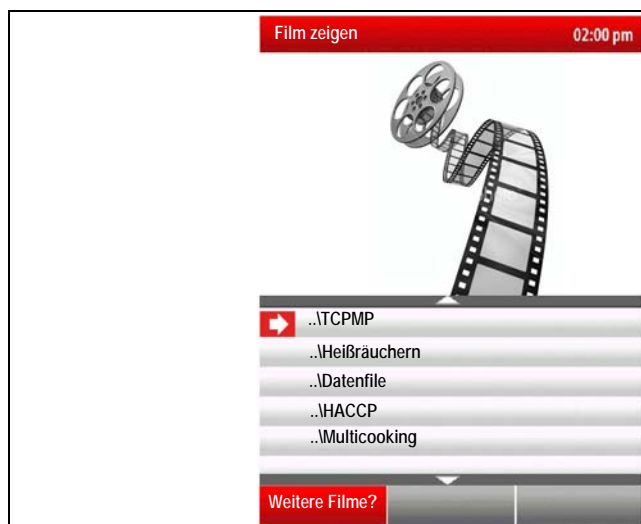 Film zeigen 02:00 pm
..\TCPMP
..\Heißräuchern
..\Datenfile
..\HACCP
..\Multicooking
Weitere Filme?